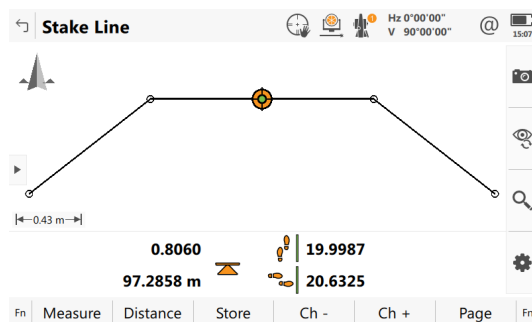 Stake Line
Hz 0°00'00"
V 90°00'00"
@
15:07
0.43 m
0.8060
19.9987
97.2858 m
20.6325
Fn Measure Distance Store Ch - Ch + Page Fn